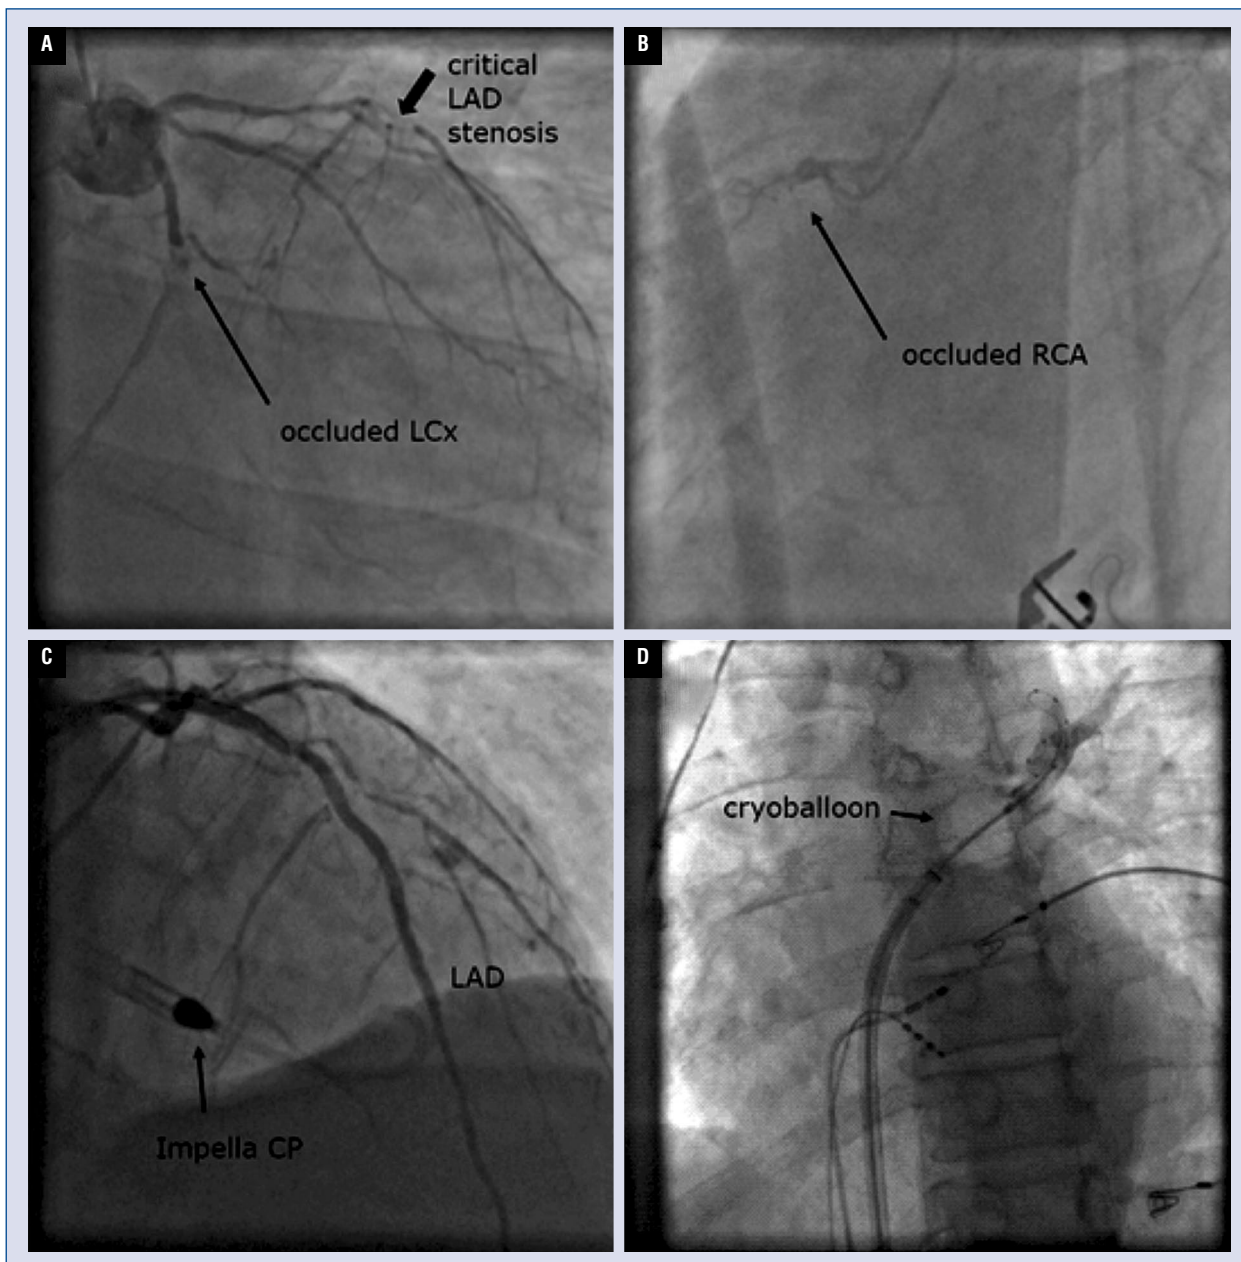 A
critical
LAD
stenosis
occluded LCx
B
occluded RCA
C
LAD
Impella CP
D
cryoballoon